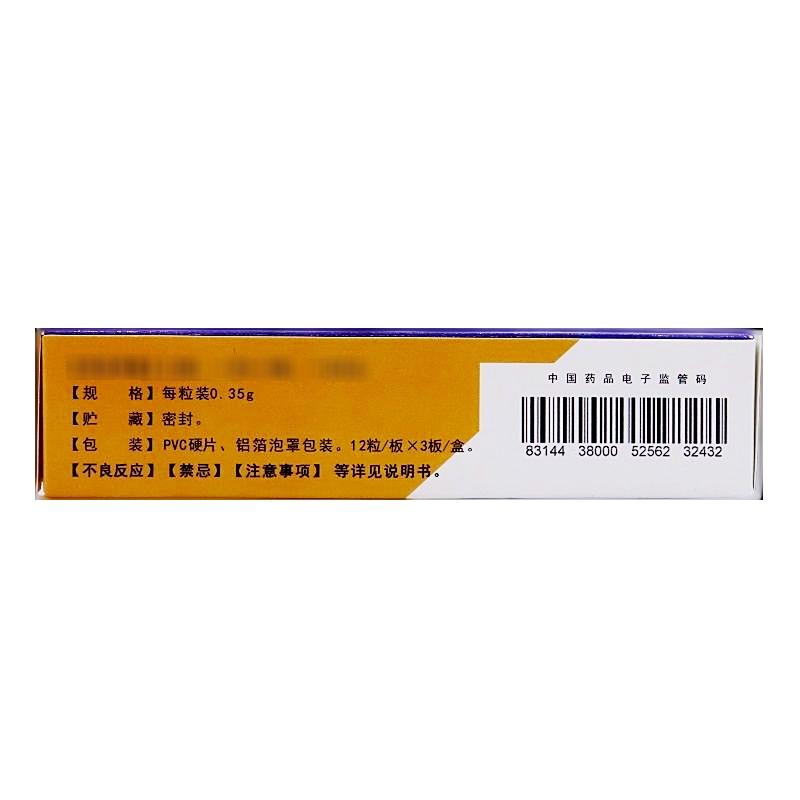 【规 格】每粒装0.35g
【贮 藏】密封。
【包 装】PVC硬片、铝箔泡罩包装。12粒/板×3板/盒。
【不良反应】【禁忌】【注意事项】 等详见说明书。
中国药品电子监管码
83144 38000 52562 32432